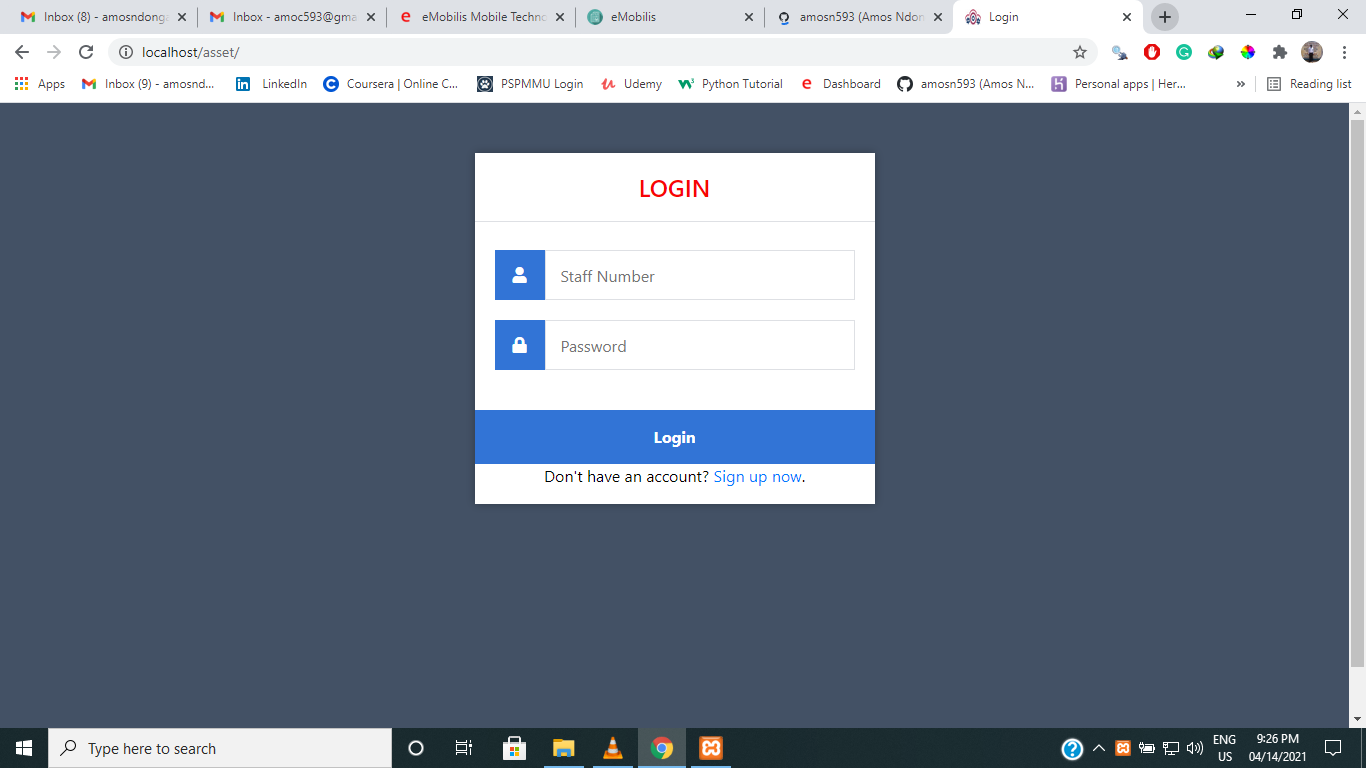 Inbox (8) - amosndonga
Inbox - amoc593@gma
eMobilis Mobile Techno
eMobilis
amosn593 (Amos Ndon
Login
localhost/asset/
Apps
Inbox (9) - amosnd...
LinkedIn
Coursera | Online C...
PSPMMU Login
Udemy
Python Tutorial
Dashboard
amosn593 (Amos N...
Personal apps | Her...
»
Reading list
LOGIN
Staff Number
Password
Login
Don't have an account? Sign up now.
Type here to search
ENG
US
9:26 PM
04/14/2021